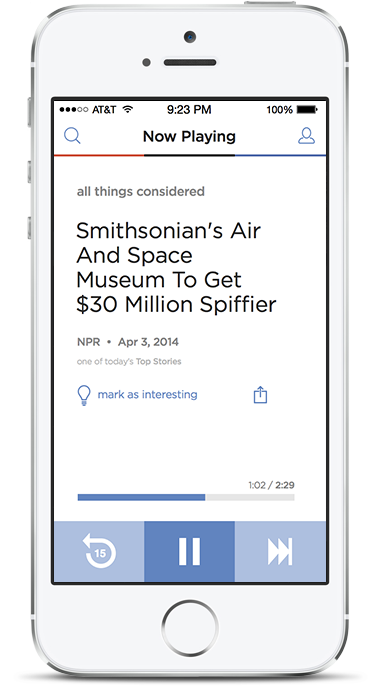 AT&T 9:23 PM 100%
Now Playing
all things considered
Smithsonian's Air
And Space
Museum To Get
$30 Million Spiffier
NPR • Apr 3, 2014
one of today's Top Stories
mark as interesting
1:02 / 2:29
15